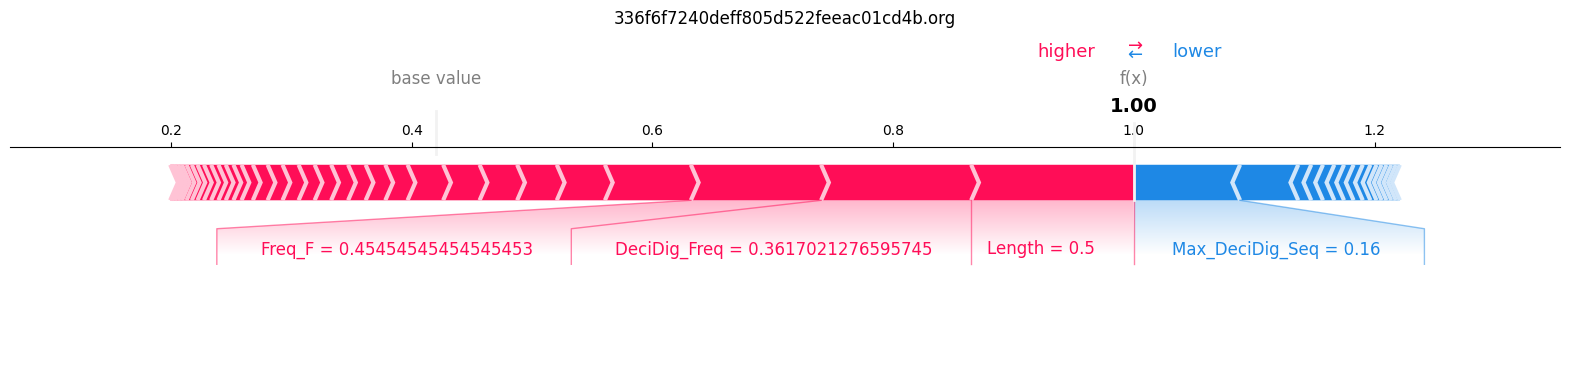 336f6f7240deff805d522feeac01cd4b.org
higher ⇄ lower
base value f(x)
1.00
0.2 0.4 0.6 0.8 1.0 1.2
Freq_F = 0.45454545454545453 DeciDig_Freq = 0.3617021276595745 Length = 0.5 Max_DeciDig_Seq = 0.16